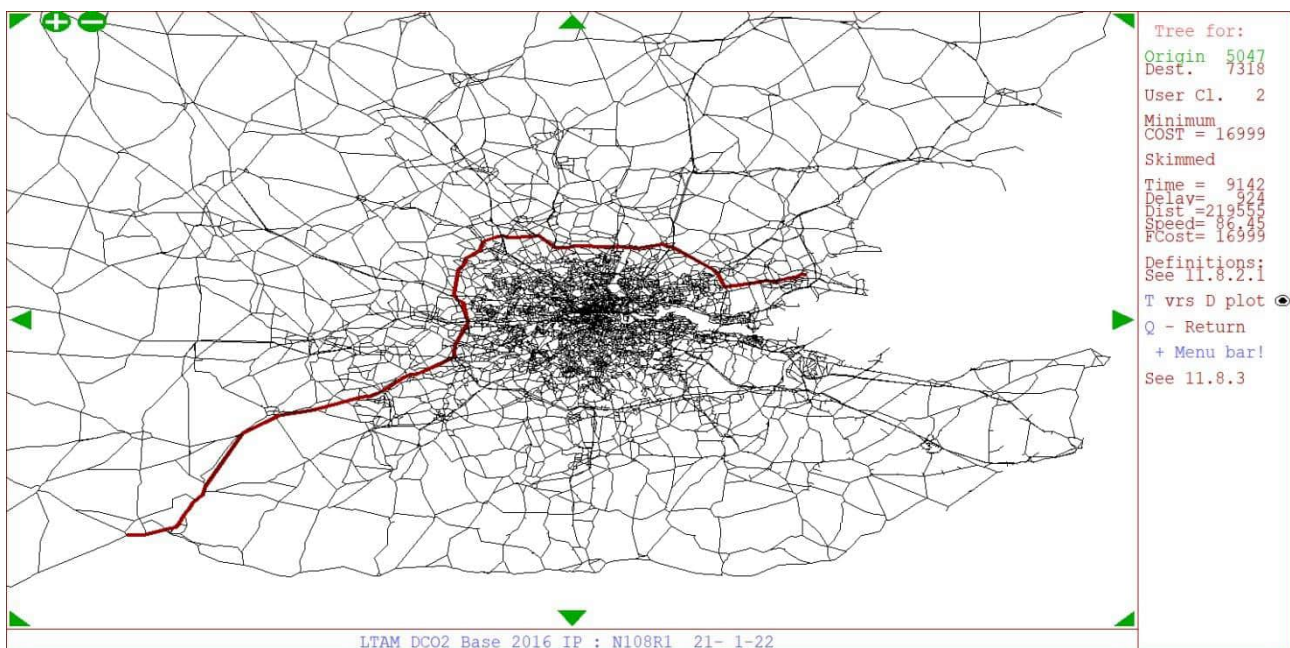 Tree for:
Origin 5047
Dest. 7318
User Cl. 2
Minimum
COST = 16999
Skimmed
Time = 9142
Delay= 924
Dist =219555
Speed= 86.45
FCost= 16999
Definitions:
See 11.8.2.1
T vrs D plot
Q - Return
+ Menu bar!
See 11.8.3
LTAM DCO2 Base 2016 IP : N108R1 21- 1-22